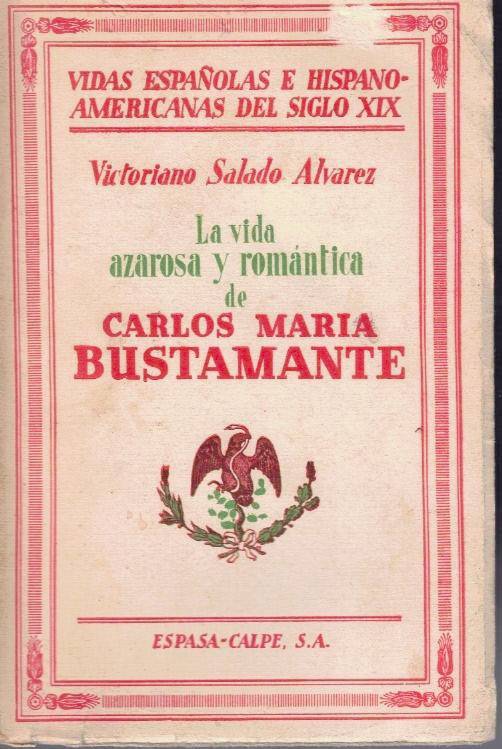 VIDAS ESPAÑOLAS E HISPANO-
AMERICANAS DEL SIGLO XIX
Victoriano Salado Alvarez
La vida
azarosa y romántica
de
CARLOS MARIA
BUSTAMANTE
ESPASA-CALPE, S.A.